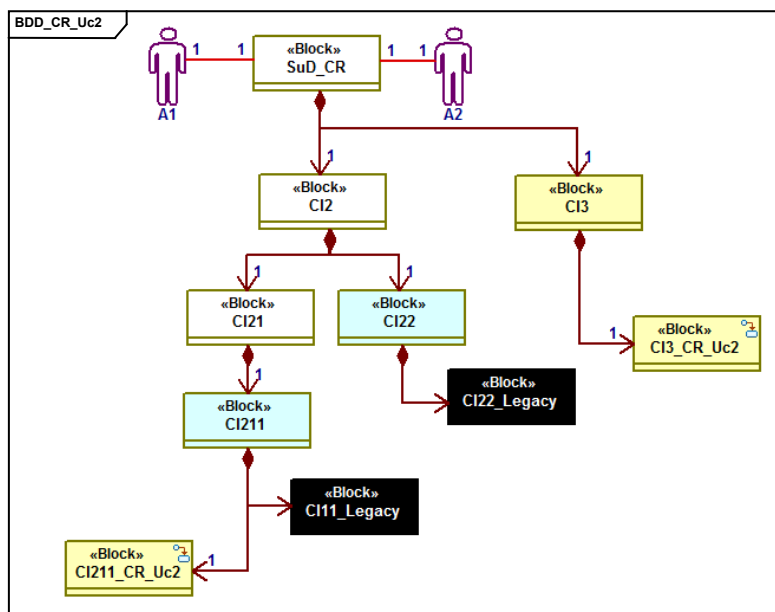 BDD_CR_Uc2
1 1 «Block» 1 1
SuD_CR
A1 A2
1 1
«Block» «Block»
CI2 CI3
1 1
«Block» «Block» «Block»
CI21 CI22 1 CI3_CR_Uc2
1 «Block»
«Block» CI22_Legacy
CI211
«Block»
CI11_Legacy
«Block» 1
CI211_CR_Uc2